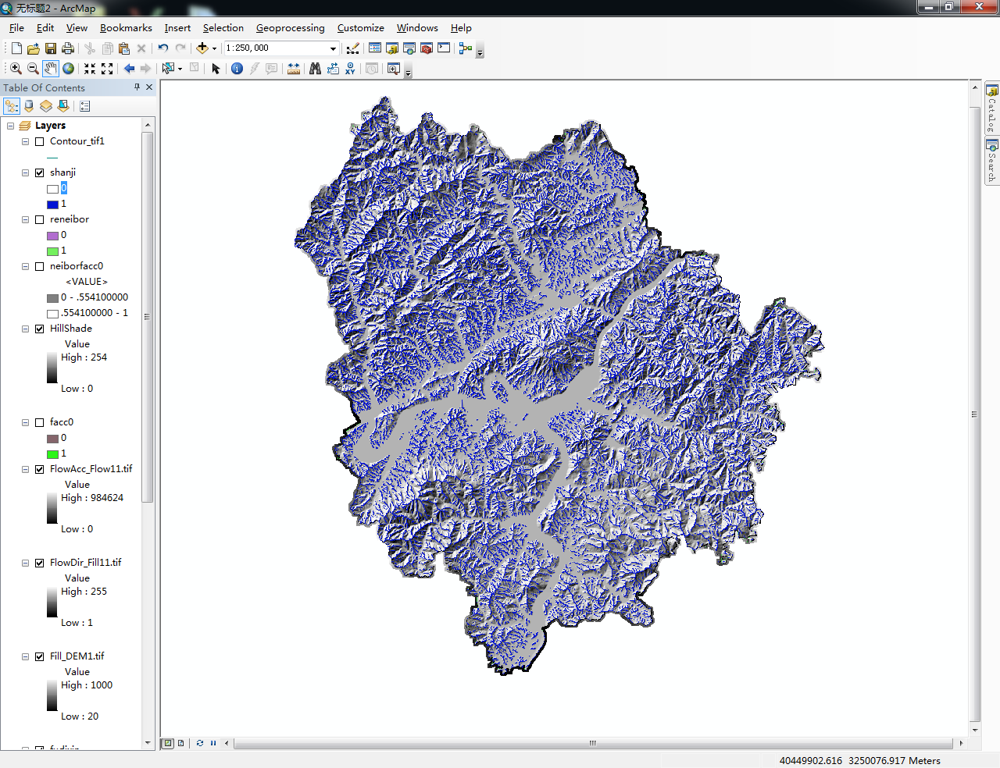 无标题2 - ArcMap
File Edit View Bookmarks Insert Selection Geoprocessing Customize Windows Help
1:250,000
XY
Table Of Contents
Layers
Contour_tif1
shanji
0
1
reneibor
0
1
neiborfacc0
<VALUE>
0 - .554100000
.554100000 - 1
HillShade
Value
High : 254
Low : 0
facc0
0
1
FlowAcc_Flow11.tif
Value
High : 984624
Low : 0
FlowDir_Fill11.tif
Value
High : 255
Low : 1
Fill_DEM1.tif
Value
High : 1000
Low : 20
Catalog
Search
40449902.616 3250076.917 Meters